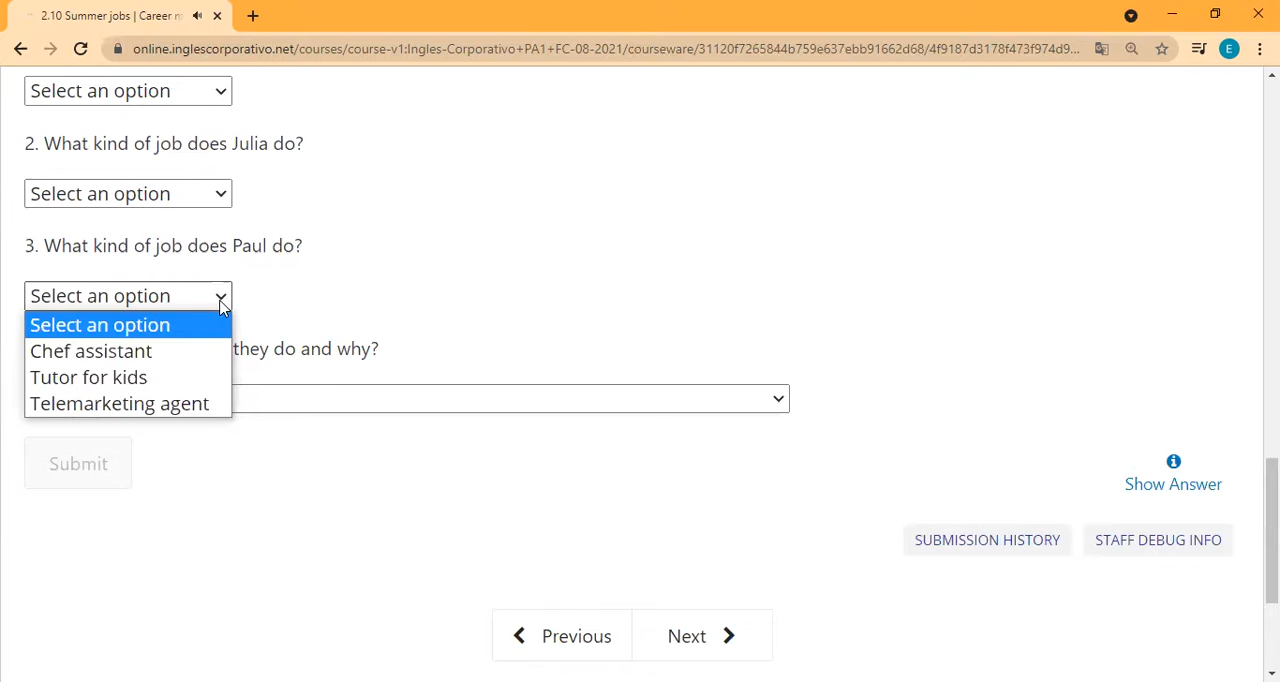 2.10 Summer jobs | Career m
online.inglescorporativo.net/courses/course-v1:Ingles-Corporativo+PA1+FC-08-2021/courseware/31120f7265844b759e637ebb91662d68/4f9187d3178f473f974d9...
E
Select an option
2. What kind of job does Julia do?
Select an option
3. What kind of job does Paul do?
Select an option
Select an option
Chef assistant
they do and why?
Tutor for kids
Telemarketing agent
Submit
Show Answer
SUBMISSION HISTORY
STAFF DEBUG INFO
Previous
Next